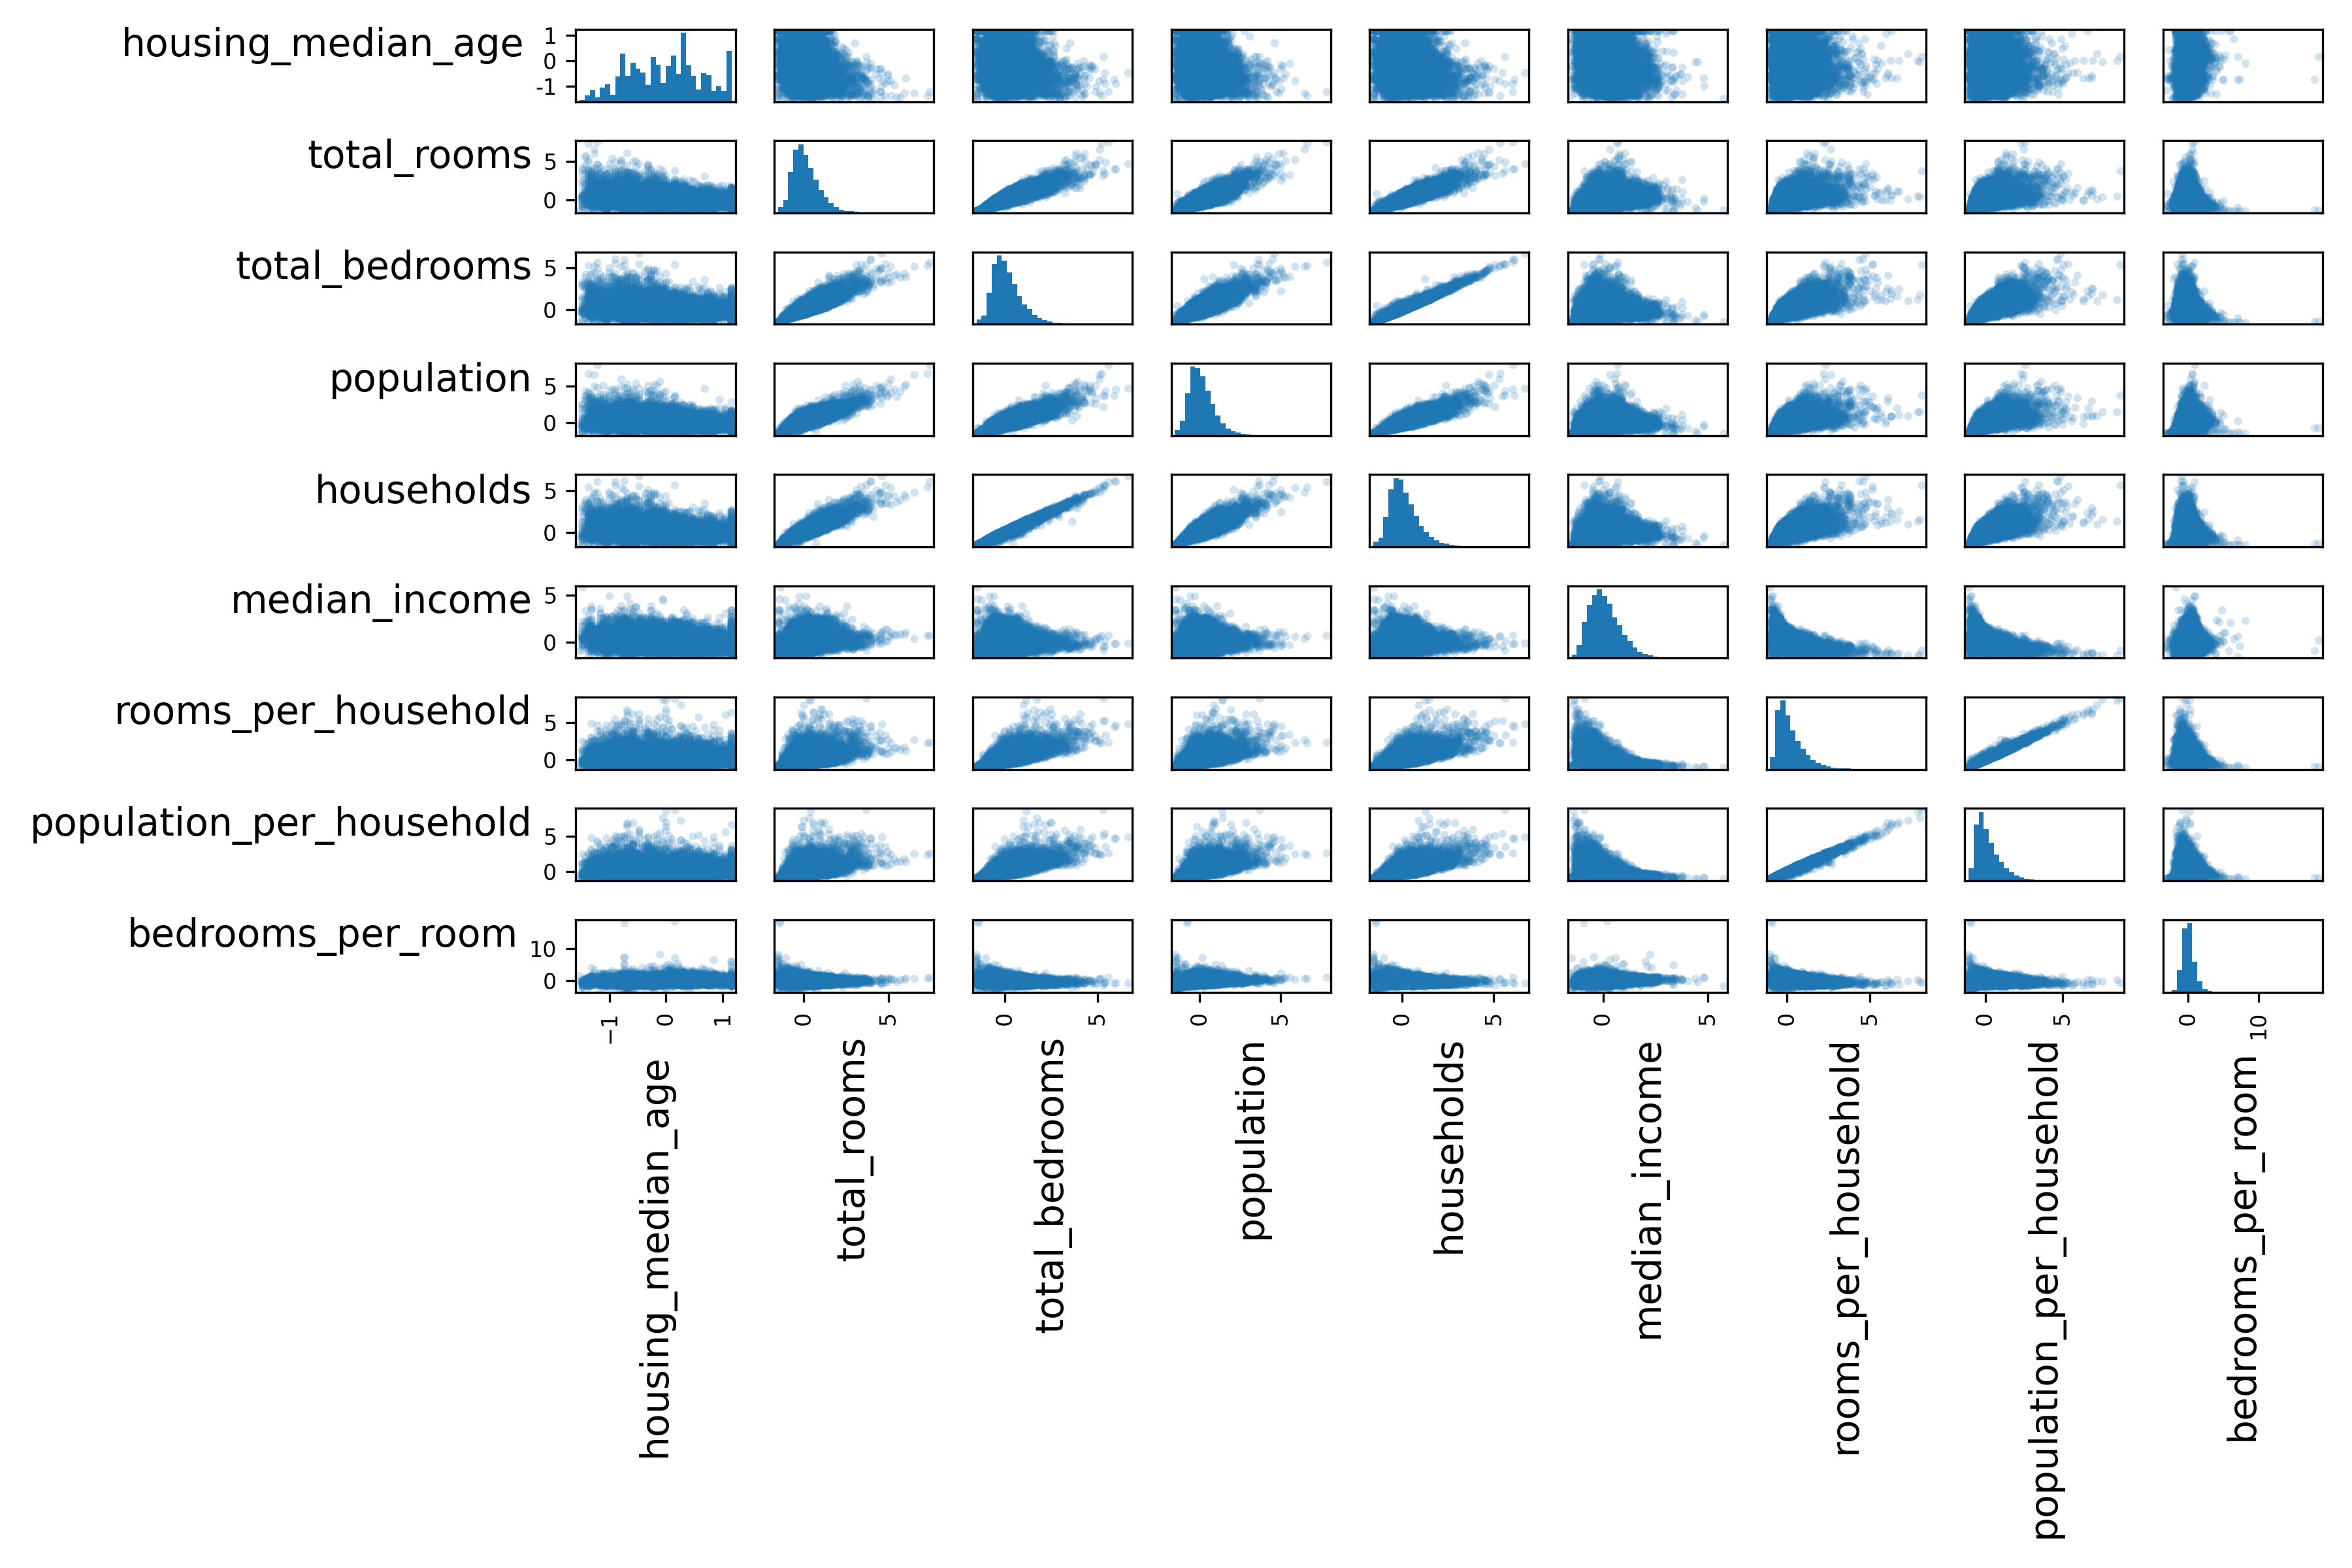 housing_median_age
1
0
-1
total_rooms
5
0
total_bedrooms
5
0
population
5
0
households
5
0
median_income
5
0
rooms_per_household
5
0
population_per_household
5
0
bedrooms_per_room
10
0
−1 0 1 0 5 0 5 0 5 0 5 0 5 0 5 0 5 0 10
housing_median_age
total_rooms
total_bedrooms
population
households
median_income
rooms_per_household
population_per_household
bedrooms_per_room